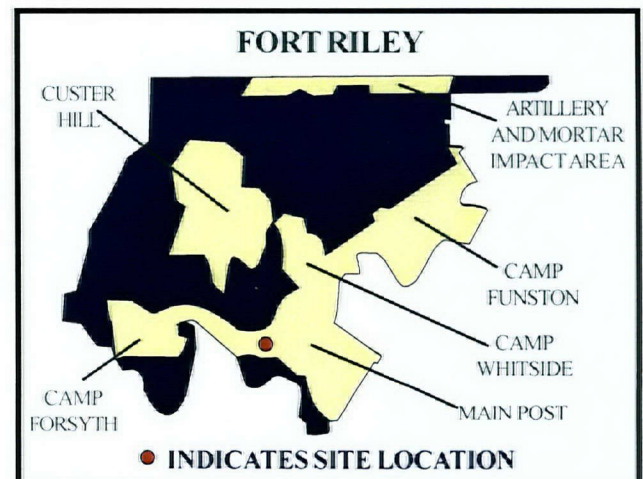 FORT RILEY
CUSTER
HILL
ARTILLERY
AND MORTAR
IMPACT AREA
CAMP
FUNSTON
CAMP
WHITSIDE
MAIN POST
CAMP
FORSYTH
INDICATES SITE LOCATION